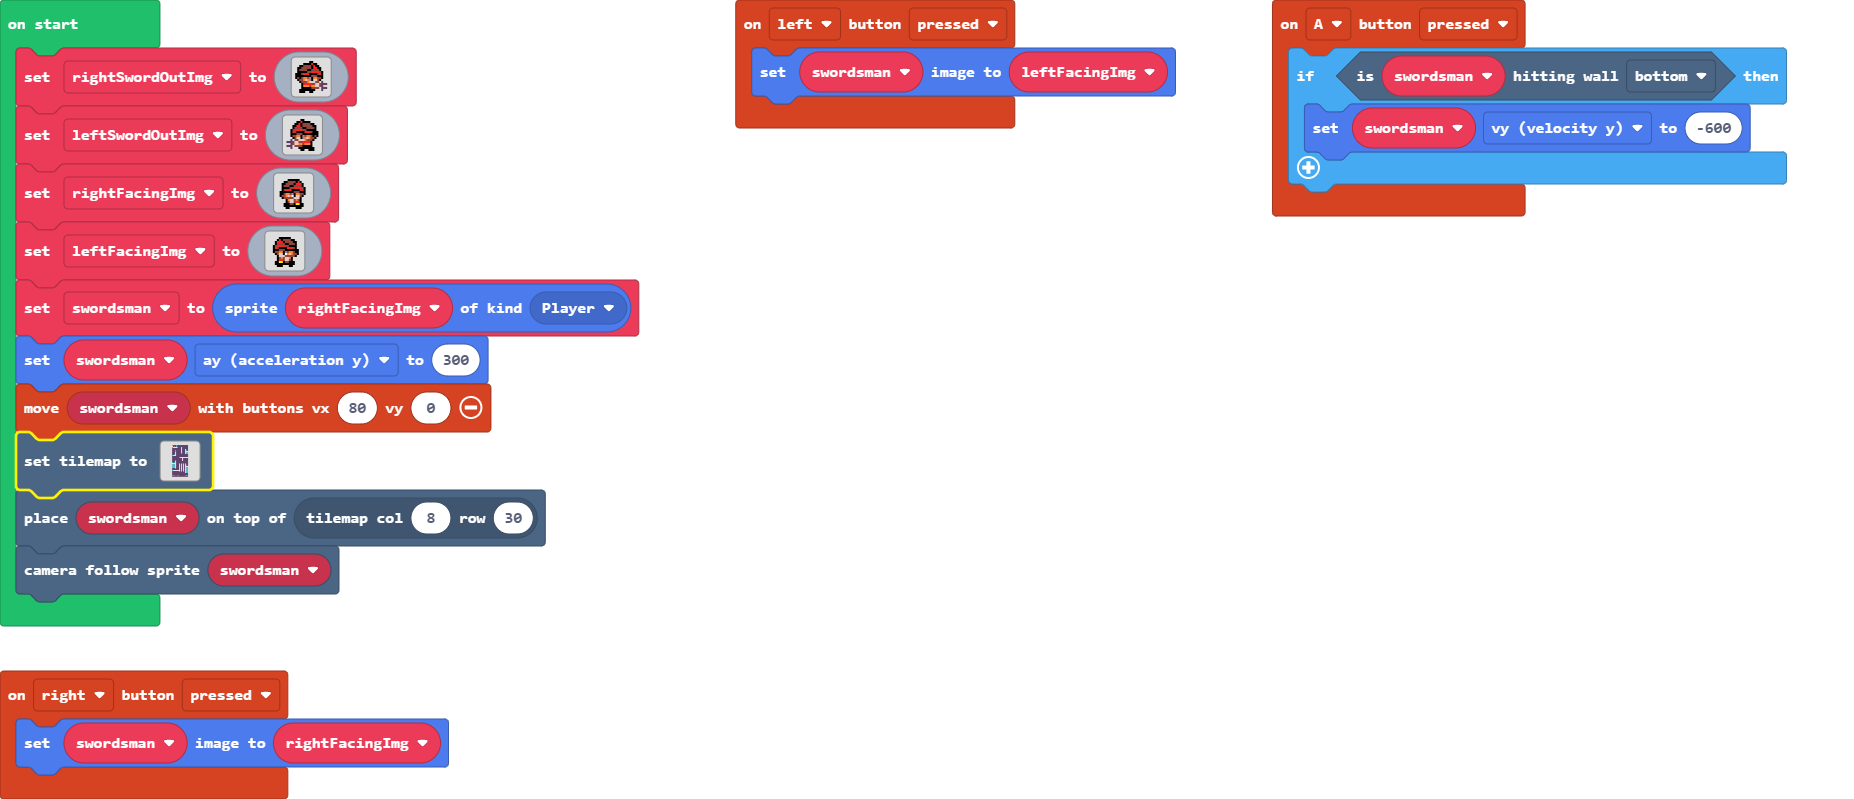 on start
set rightSwordOutImg to
set leftSwordOutImg to
set rightFacingImg to
set leftFacingImg to
set swordsman to sprite rightFacingImg of kind Player
set swordsman ay (acceleration y) to 300
move swordsman with buttons vx 80 vy 0
set tilemap to
place swordsman on top of tilemap col 8 row 30
camera follow sprite swordsman
on right button pressed
set swordsman image to rightFacingImg
on left button pressed
set swordsman image to leftFacingImg
on A button pressed
if is swordsman hitting wall bottom then
set swordsman vy (velocity y) to -600